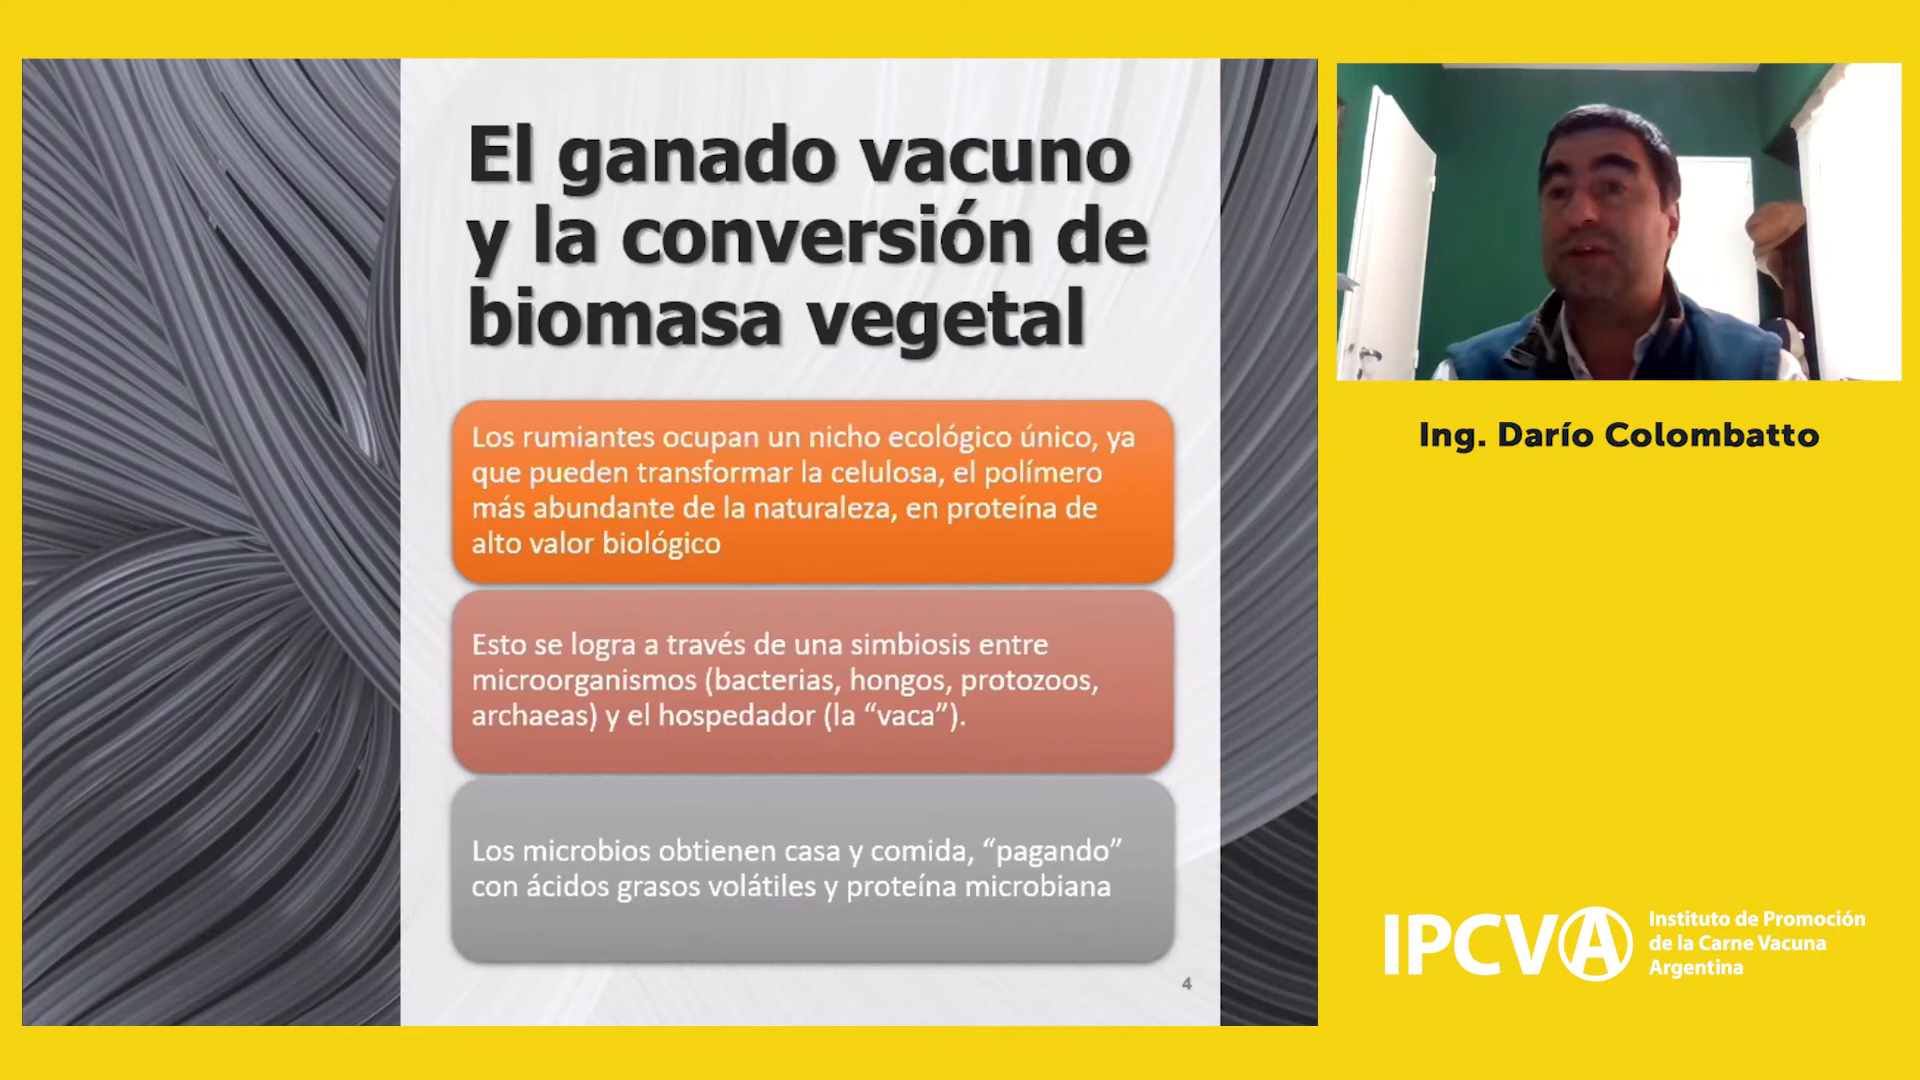 El ganado vacuno
y la conversión de
biomasa vegetal
Los rumiantes ocupan un nicho ecológico único, ya
que pueden transformar la celulosa, el polímero
más abundante de la naturaleza, en proteína de
alto valor biológico
Esto se logra a través de una simbiosis entre
microorganismos (bacterias, hongos, protozoos,
archaeas) y el hospedador (la “vaca”).
Los microbios obtienen casa y comida, “pagando”
con ácidos grasos volátiles y proteína microbiana
4
Ing. Darío Colombatto
IPCVA
Instituto de Promoción
de la Carne Vacuna
Argentina